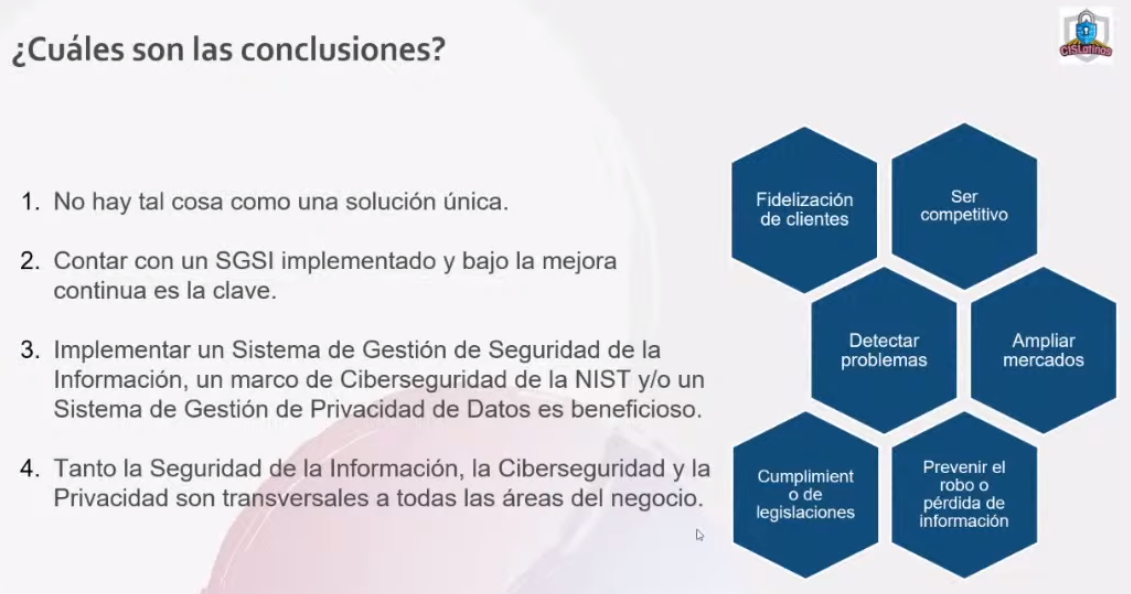 ¿Cuáles son las conclusiones?
CISLatinos
1. No hay tal cosa como una solución única.
2. Contar con un SGSI implementado y bajo la mejora
continua es la clave.
3. Implementar un Sistema de Gestión de Seguridad de la
Información, un marco de Ciberseguridad de la NIST y/o un
Sistema de Gestión de Privacidad de Datos es beneficioso.
4. Tanto la Seguridad de la Información, la Ciberseguridad y la
Privacidad son transversales a todas las áreas del negocio.
Fidelización
de clientes
Ser
competitivo
Detectar
problemas
Ampliar
mercados
Cumplimient
o de
legislaciones
Prevenir el
robo o
pérdida de
información